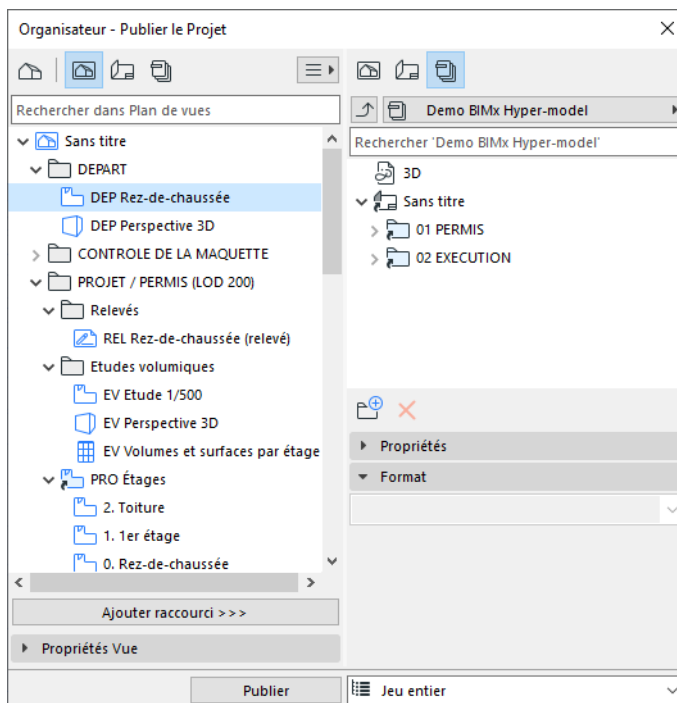 Organisateur - Publier le Projet
Rechercher dans Plan de vues
Sans titre
DEPART
DEP Rez-de-chaussée
DEP Perspective 3D
CONTROLE DE LA MAQUETTE
PROJET / PERMIS (LOD 200)
Relevés
REL Rez-de-chaussée (relevé)
Etudes volumiques
EV Etude 1/500
EV Perspective 3D
EV Volumes et surfaces par étage
PRO Étages
2. Toiture
1. 1er étage
0. Rez-de-chaussée
Ajouter raccourci >>>
Propriétés Vue
Demo BIMx Hyper-model
Rechercher 'Demo BIMx Hyper-model'
3D
Sans titre
01 PERMIS
02 EXECUTION
Propriétés
Format
Publier
Jeu entier